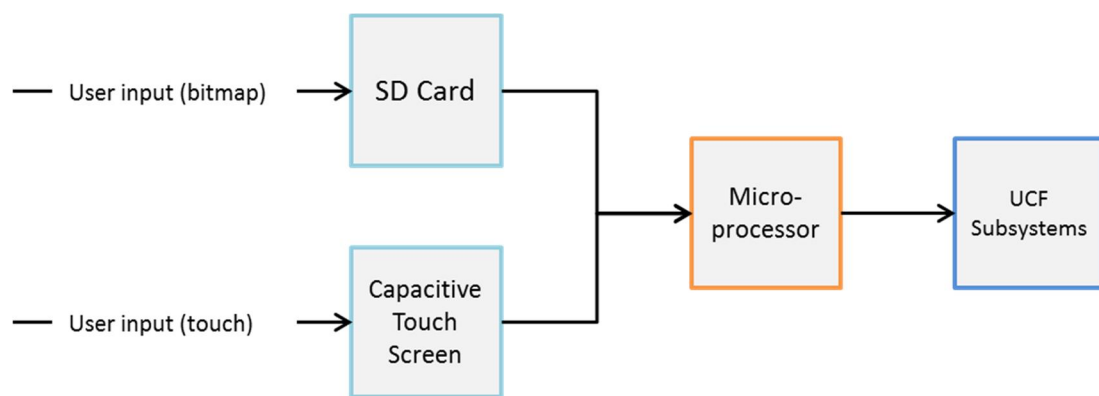 User input (bitmap)
SD Card
Micro-
processor
UCF
Subsystems
User input (touch)
Capacitive
Touch
Screen